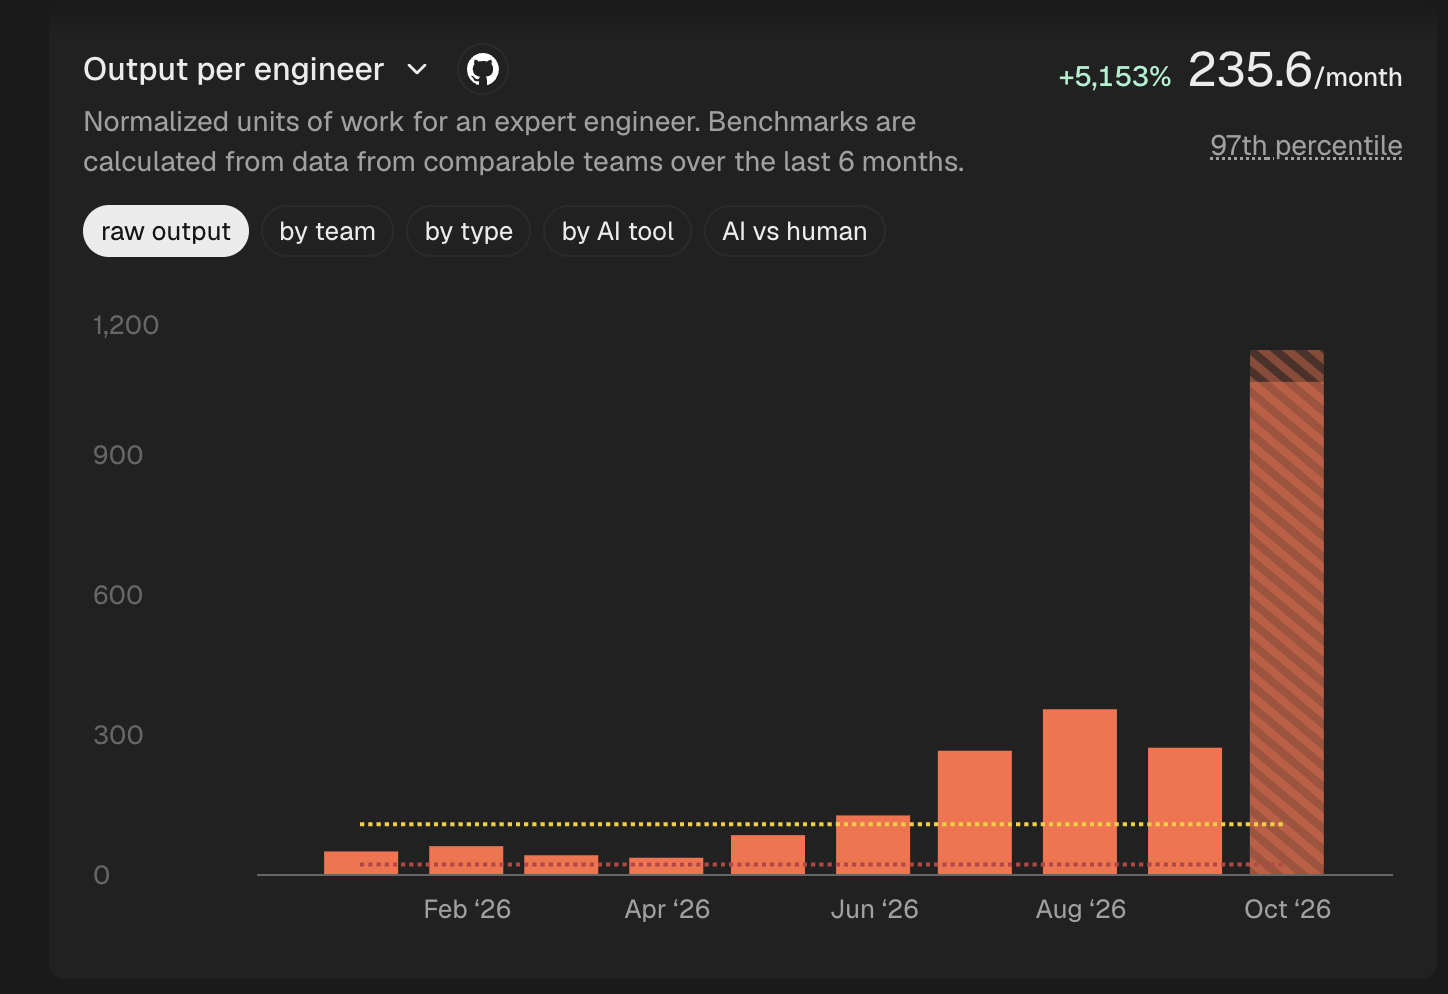 Output per engineer
+5,153% 235.6/month
Normalized units of work for an expert engineer. Benchmarks are
calculated from data from comparable teams over the last 6 months.
97th percentile
raw output
by team
by type
by AI tool
AI vs human
1,200
900
600
300
0
Feb ‘26
Apr ‘26
Jun ‘26
Aug ‘26
Oct ‘26